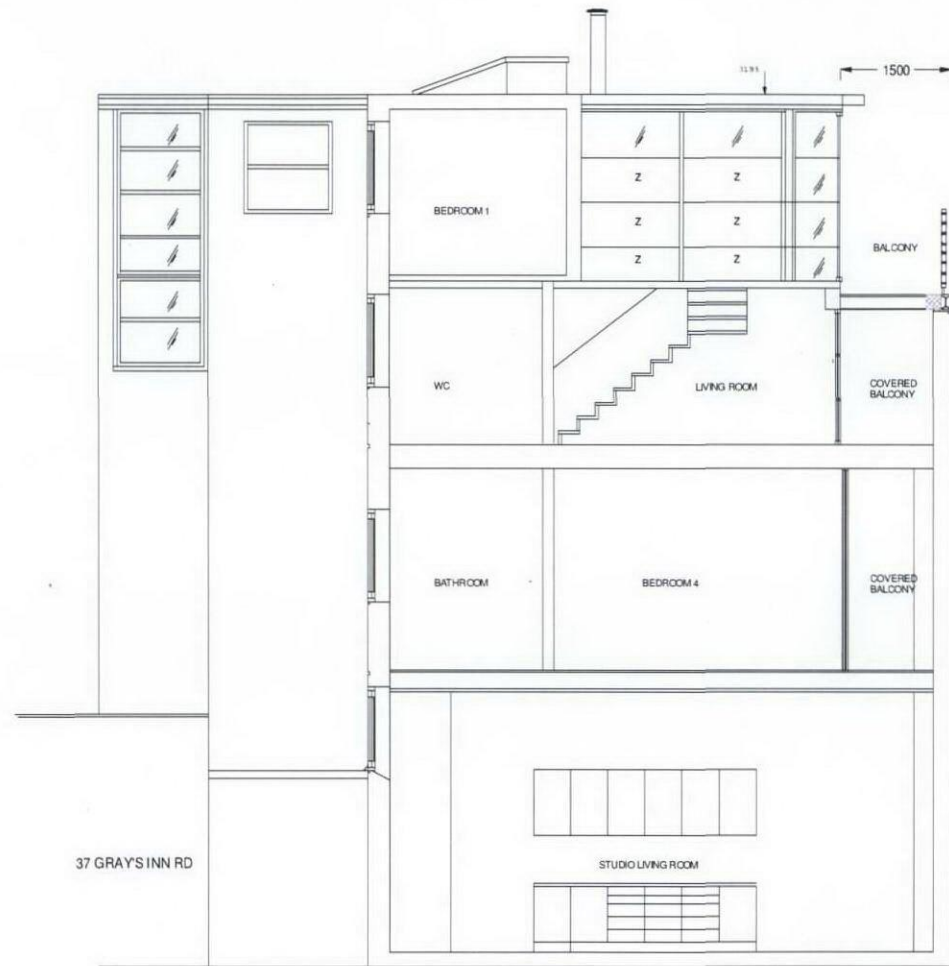 1500
BEDROOM 1
Z
Z
Z
Z
Z
Z
BALCONY
WC
LIVING ROOM
COVERED
BALCONY
BATHROOM
BEDROOM 4
COVERED
BALCONY
37 GRAY'S INN RD
STUDIO LIVING ROOM